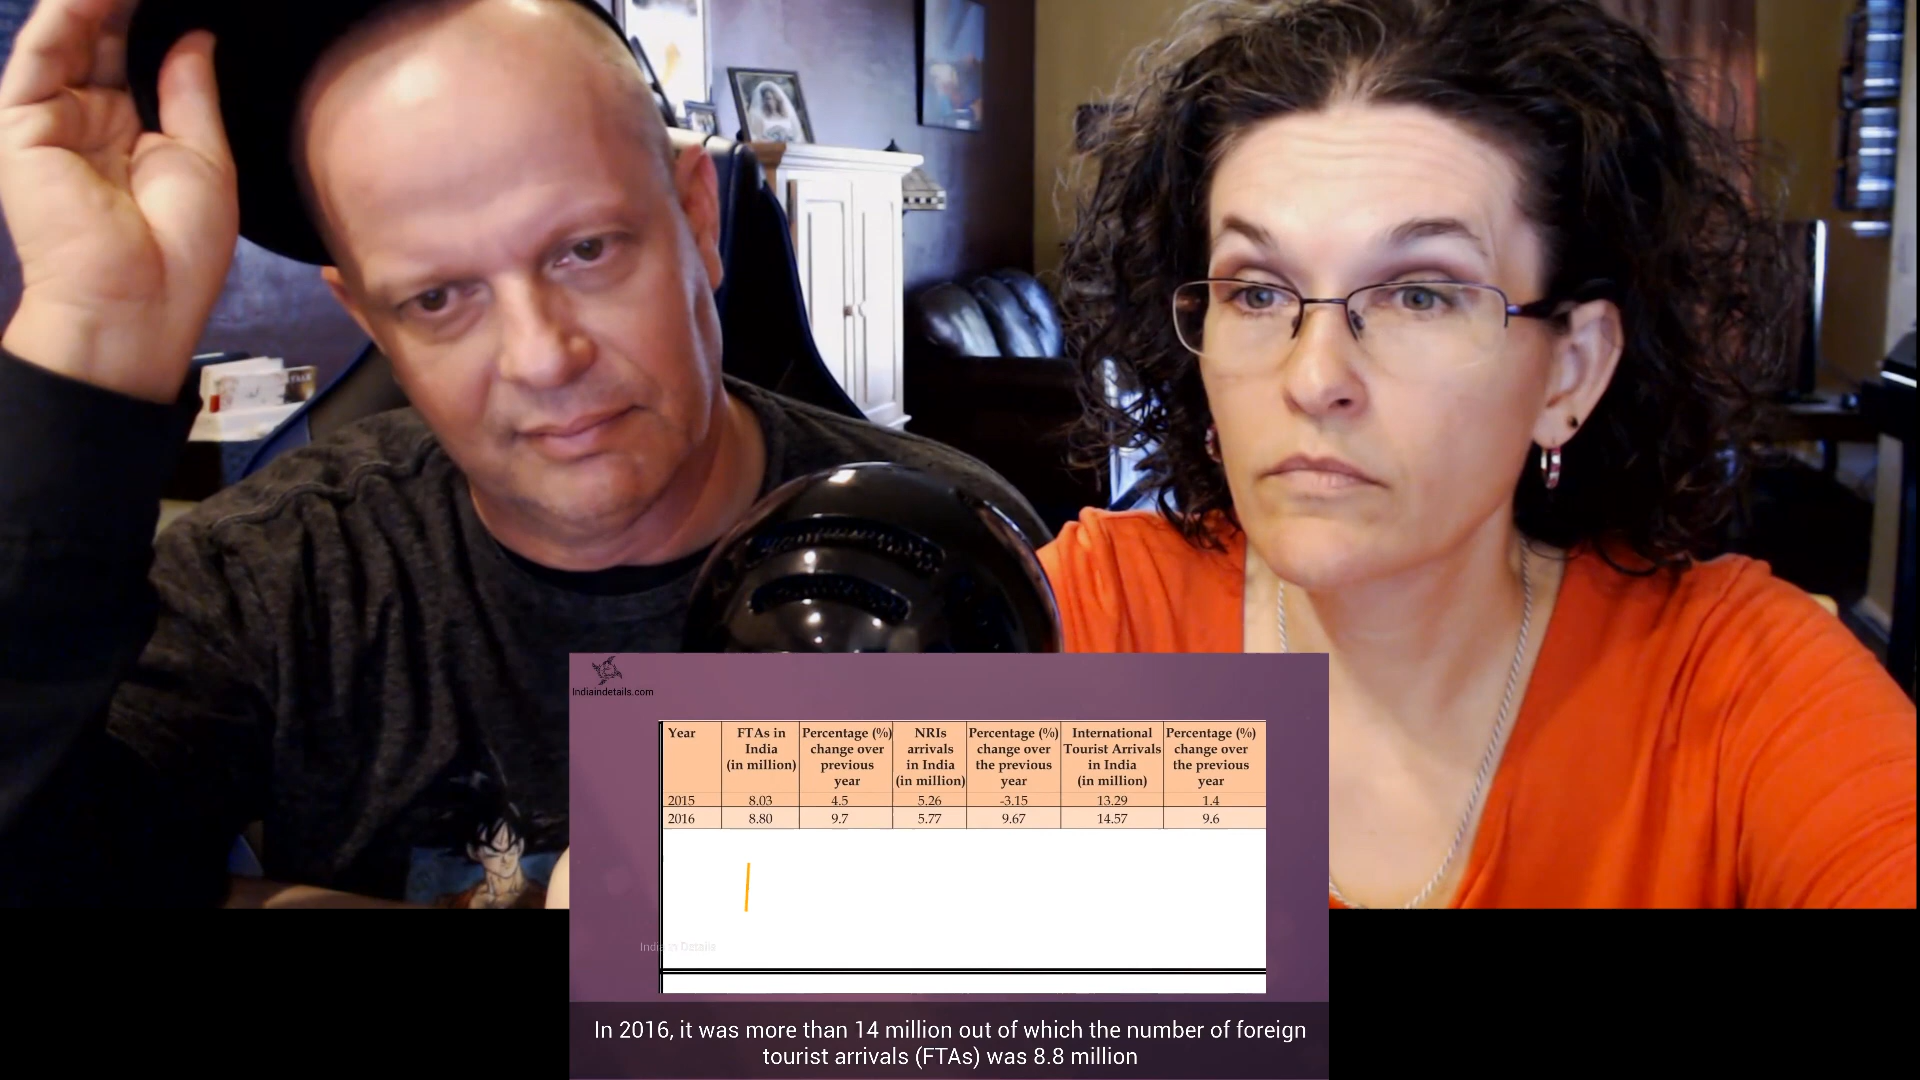 Indiaindetails.com
Year FTAs in India (in million) Percentage (%) change over previous year NRIs arrivals in India (in million) Percentage (%) change over the previous year International Tourist Arrivals in India (in million) Percentage (%) change over the previous year
2015 8.03 4.5 5.26 -3.15 13.29 1.4
2016 8.80 9.7 5.77 9.67 14.57 9.6
India in Details
In 2016, it was more than 14 million out of which the number of foreign
tourist arrivals (FTAs) was 8.8 million